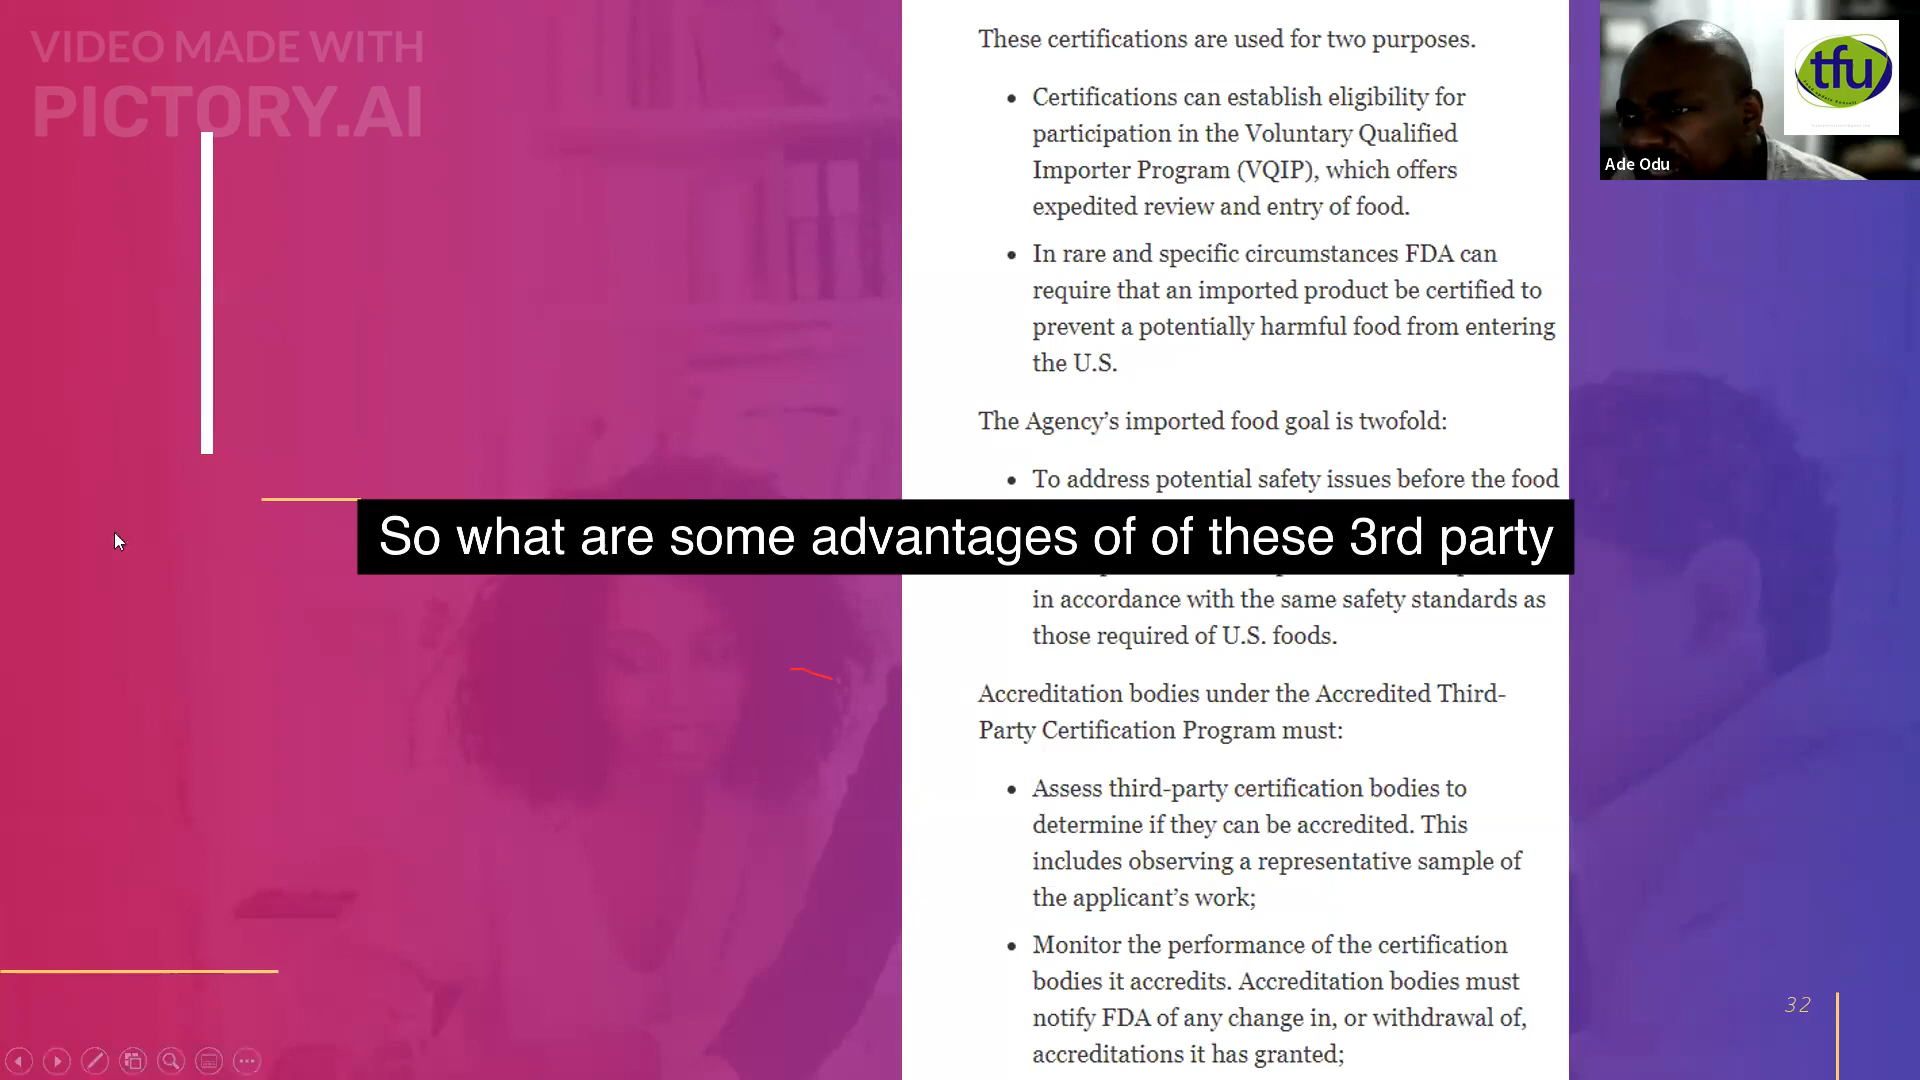 VIDEO MADE WITH
PICTORY.AI
These certifications are used for two purposes.
• Certifications can establish eligibility for
participation in the Voluntary Qualified
Importer Program (VQIP), which offers
expedited review and entry of food.
• In rare and specific circumstances FDA can
require that an imported product be certified to
prevent a potentially harmful food from entering
the U.S.
The Agency’s imported food goal is twofold:
• To address potential safety issues before the food
So what are some advantages of of these 3rd party
in accordance with the same safety standards as
those required of U.S. foods.
Accreditation bodies under the Accredited Third-
Party Certification Program must:
• Assess third-party certification bodies to
determine if they can be accredited. This
includes observing a representative sample of
the applicant’s work;
• Monitor the performance of the certification
bodies it accredits. Accreditation bodies must
notify FDA of any change in, or withdrawal of,
accreditations it has granted;
tfu
Ade Odu
32